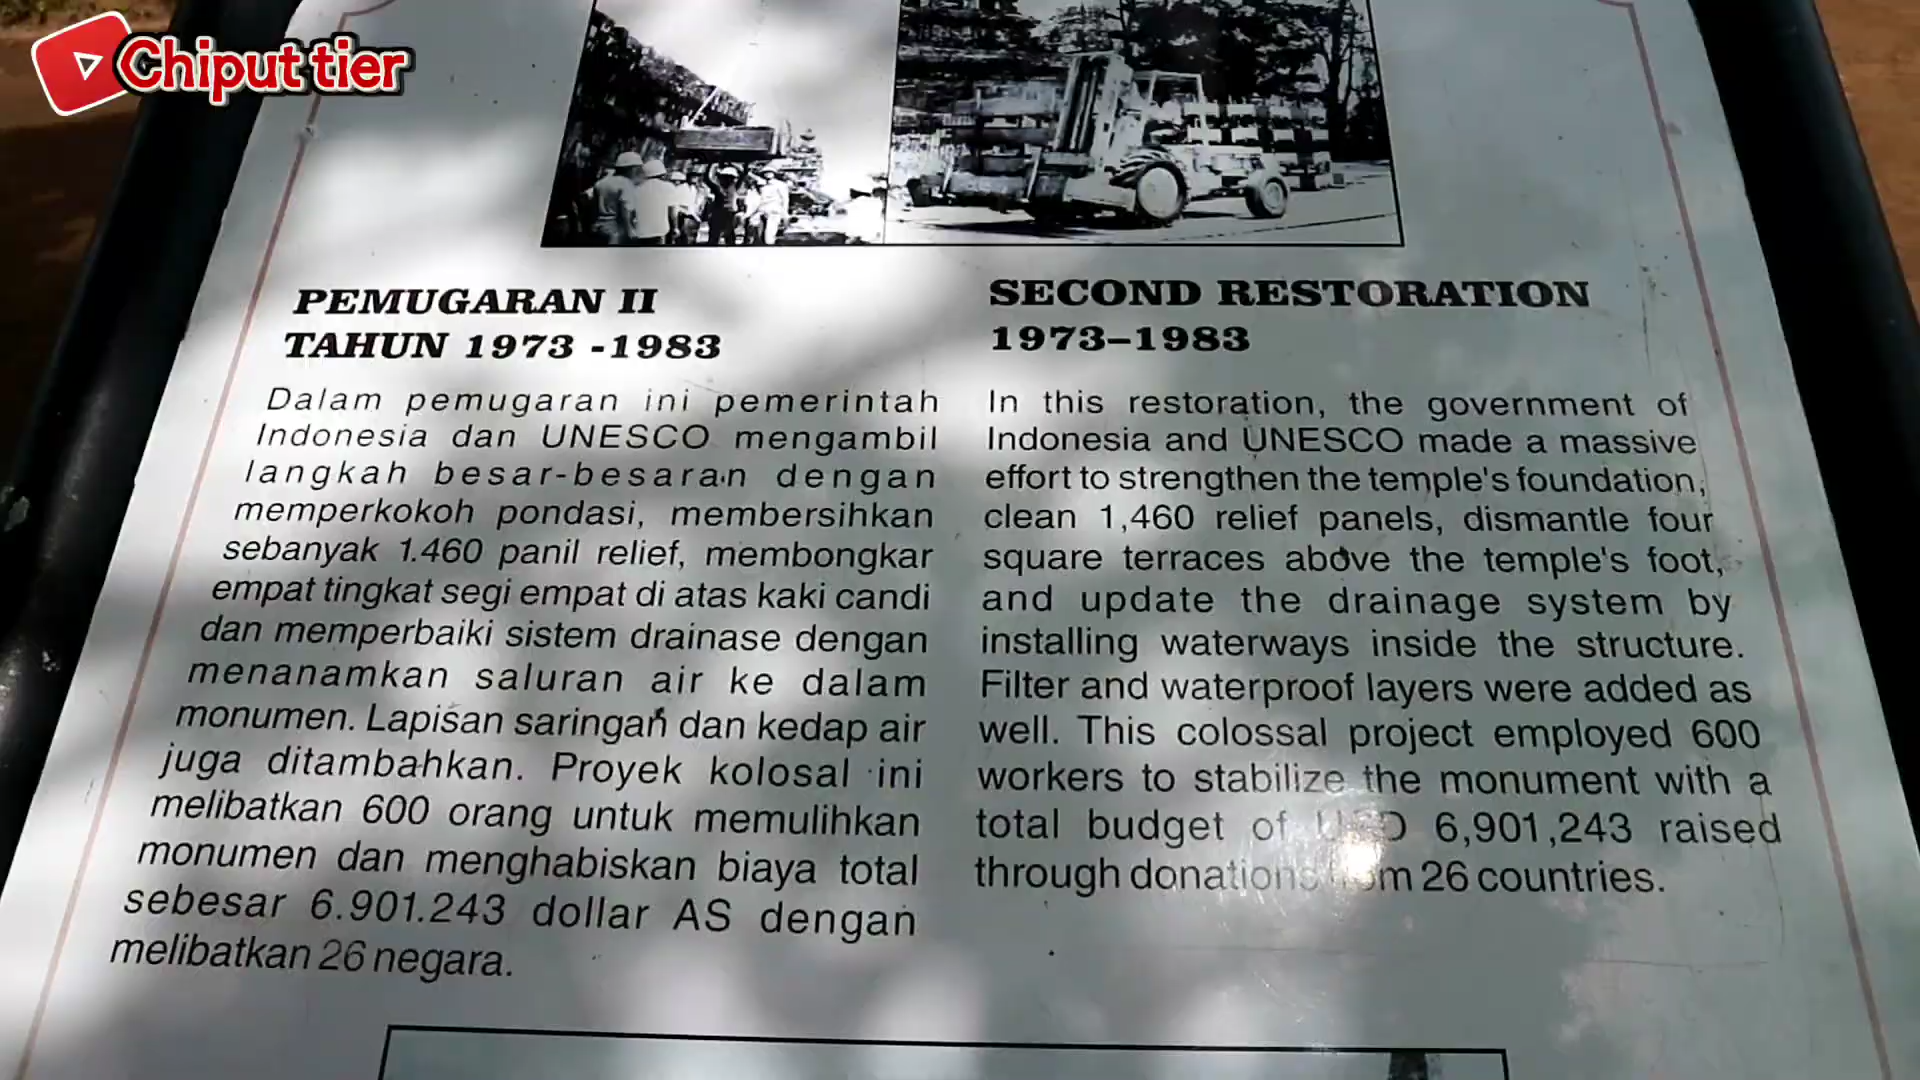 Chiput tier
PEMUGARAN II
TAHUN 1973 -1983
Dalam pemugaran ini pemerintah
Indonesia dan UNESCO mengambil
langkah besar-besaran dengan
memperkokoh pondasi, membersihkan
sebanyak 1.460 panil relief, membongkar
empat tingkat segi empat di atas kaki candi
dan memperbaiki sistem drainase dengan
menanamkan saluran air ke dalam
monumen. Lapisan saringan dan kedap air
juga ditambahkan. Proyek kolosal ini
melibatkan 600 orang untuk memulihkan
monumen dan menghabiskan biaya total
sebesar 6.901.243 dollar AS dengan
melibatkan 26 negara.
SECOND RESTORATION
1973–1983
In this restoration, the government of
Indonesia and UNESCO made a massive
effort to strengthen the temple's foundation,
clean 1,460 relief panels, dismantle four
square terraces above the temple's foot,
and update the drainage system by
installing waterways inside the structure.
Filter and waterproof layers were added as
well. This colossal project employed 600
workers to stabilize the monument with a
total budget of USD 6,901,243 raised
through donations from 26 countries.